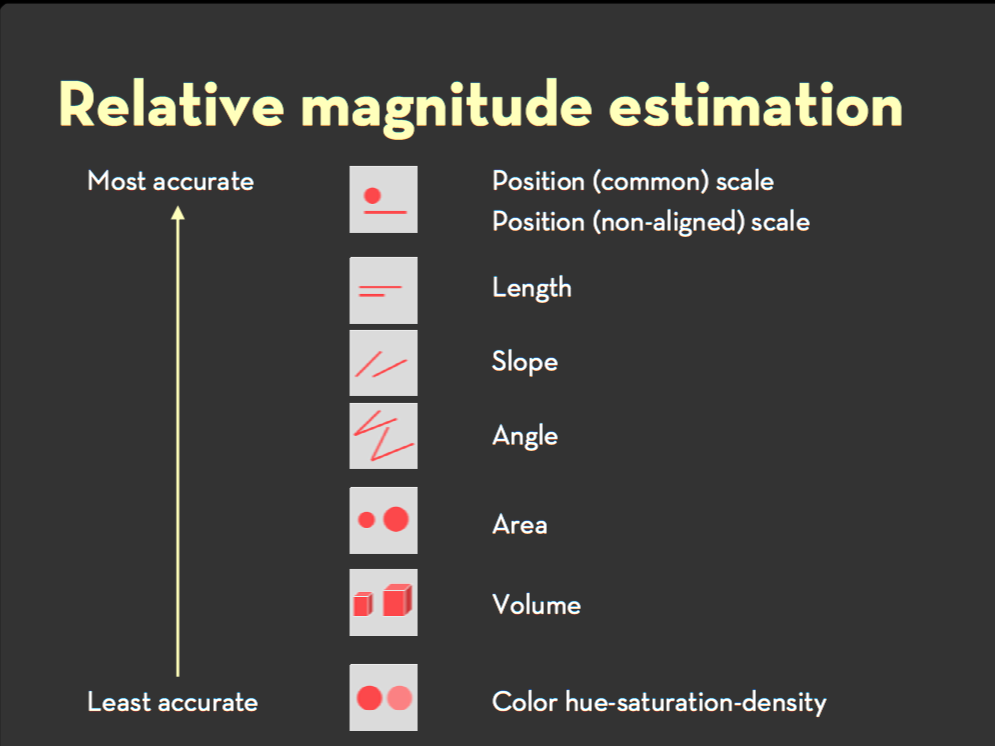 Relative magnitude estimation
Most accurate
Position (common) scale
Position (non-aligned) scale
Length
Slope
Angle
Area
Volume
Least accurate
Color hue-saturation-density